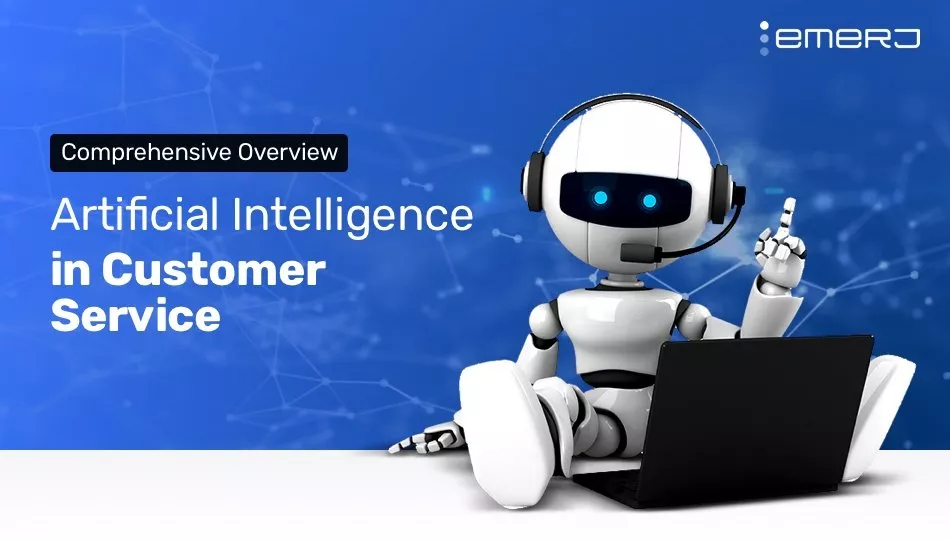 emerj
Comprehensive Overview
Artificial Intelligence
in Customer
Service